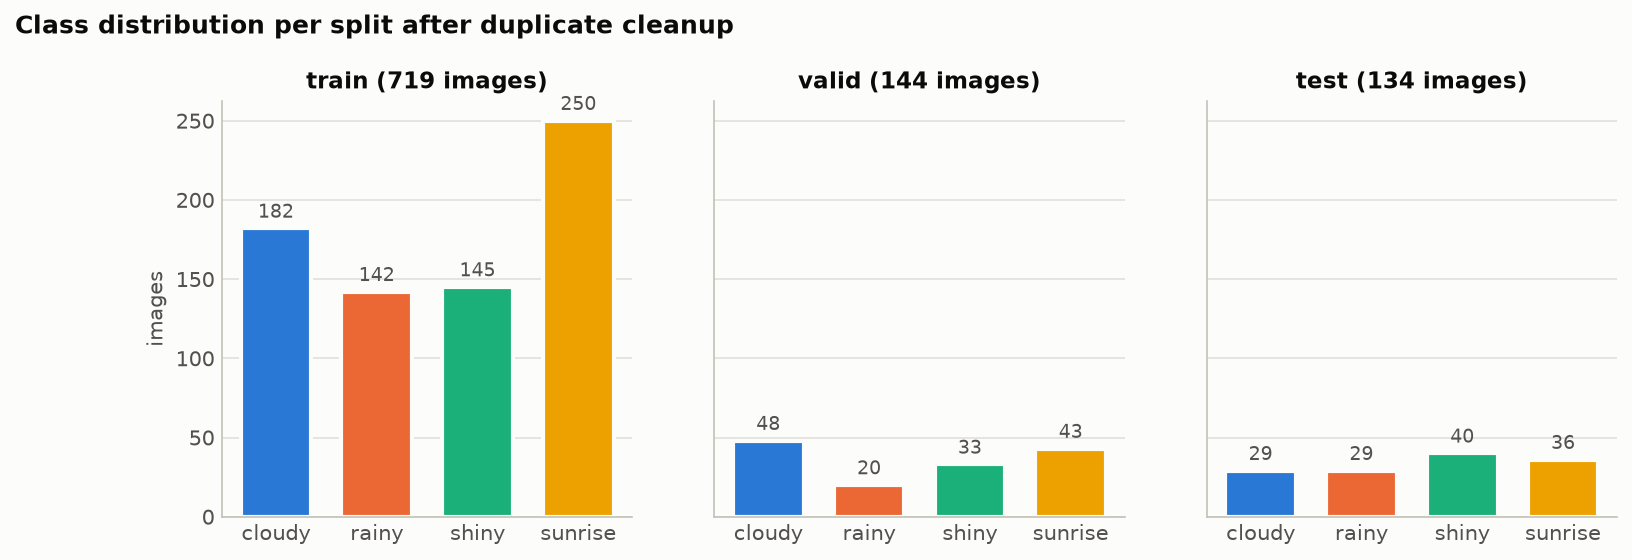 Class distribution per split after duplicate cleanup
train (719 images)
images
250
200
150
100
50
0
182
142
145
250
cloudy rainy shiny sunrise
valid (144 images)
48
20
33
43
cloudy rainy shiny sunrise
test (134 images)
29
29
40
36
cloudy rainy shiny sunrise